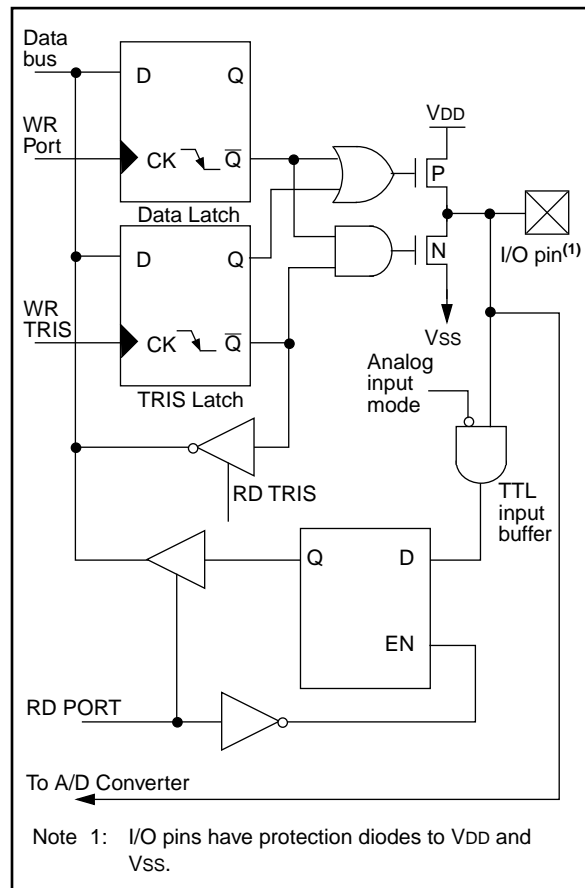 Data
bus
D Q
WR
Port
CK Q
Data Latch
VDD
P
N
I/O pin(1)
VSS
D Q
WR
TRIS
CK Q
TRIS Latch
Analog
input
mode
RD TRIS
TTL
input
buffer
Q D
EN
RD PORT
To A/D Converter
Note 1: I/O pins have protection diodes to VDD and
VSS.